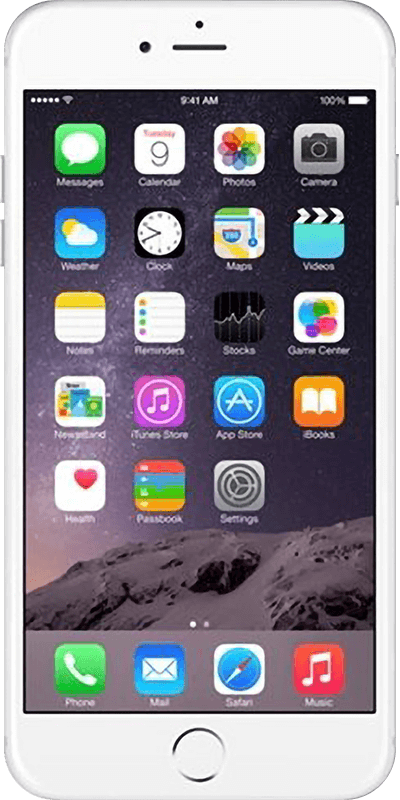 9:41 AM 100%
Tuesday
9
Messages Calendar Photos Camera
280
Weather Clock Maps Videos
Notes Reminders Stocks Game Center
Newsstand iTunes Store App Store iBooks
Health Passbook Settings
Phone Mail Safari Music